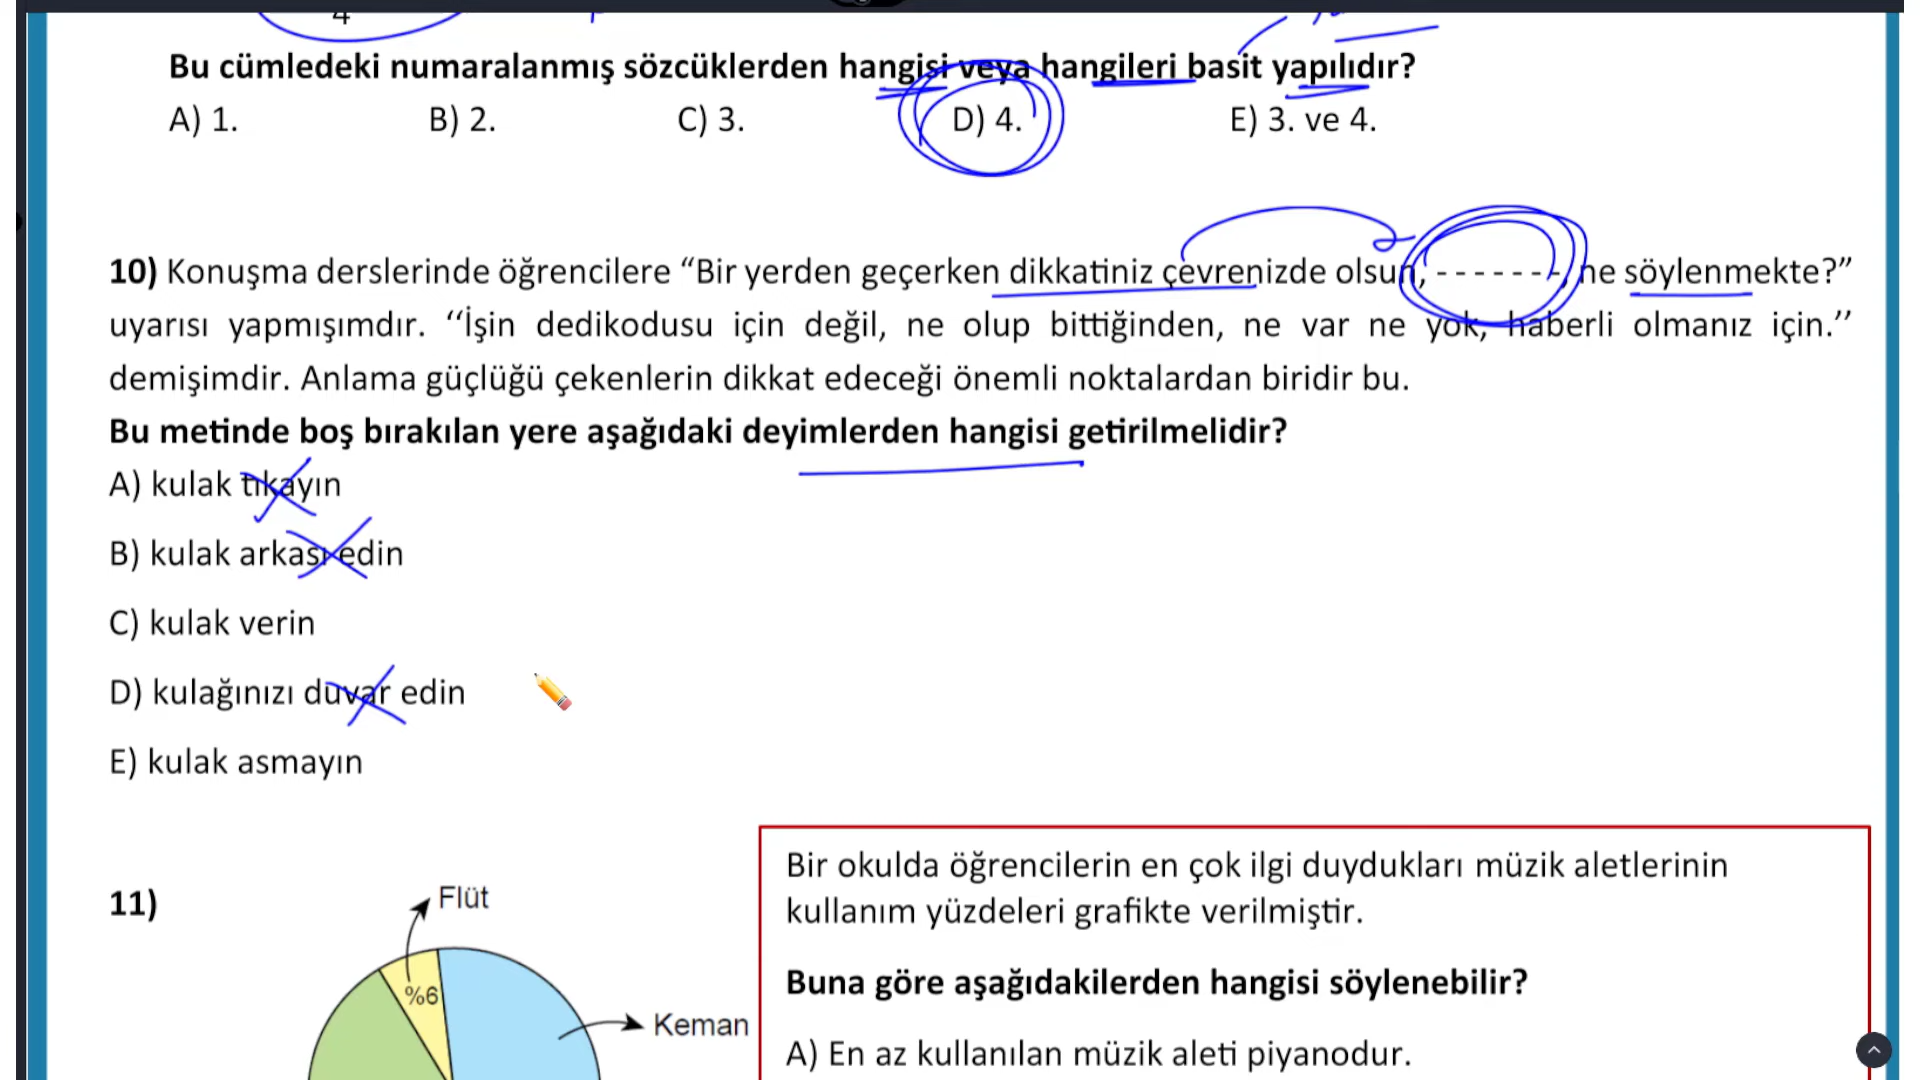 4
Bu cümledeki numaralanmış sözcüklerden hangisi veya hangileri basit yapılıdır?
A) 1. B) 2. C) 3. D) 4. E) 3. ve 4.
10) Konuşma derslerinde öğrencilere “Bir yerden geçerken dikkatiniz çevrenizde olsun, - - - - - - -, ne söylenmekte?”
uyarısı yapmışımdır. ‘‘İşin dedikodusu için değil, ne olup bittiğinden, ne var ne yok, haberli olmanız için.’’
demişimdir. Anlama güçlüğü çekenlerin dikkat edeceği önemli noktalardan biridir bu.
Bu metinde boş bırakılan yere aşağıdaki deyimlerden hangisi getirilmelidir?
A) kulak tıkayın
B) kulak arkası edin
C) kulak verin
D) kulağınızı duvar edin
E) kulak asmayın
11)
Flüt
%6
Keman
Bir okulda öğrencilerin en çok ilgi duydukları müzik aletlerinin
kullanım yüzdeleri grafikte verilmiştir.
Buna göre aşağıdakilerden hangisi söylenebilir?
A) En az kullanılan müzik aleti piyanodur.